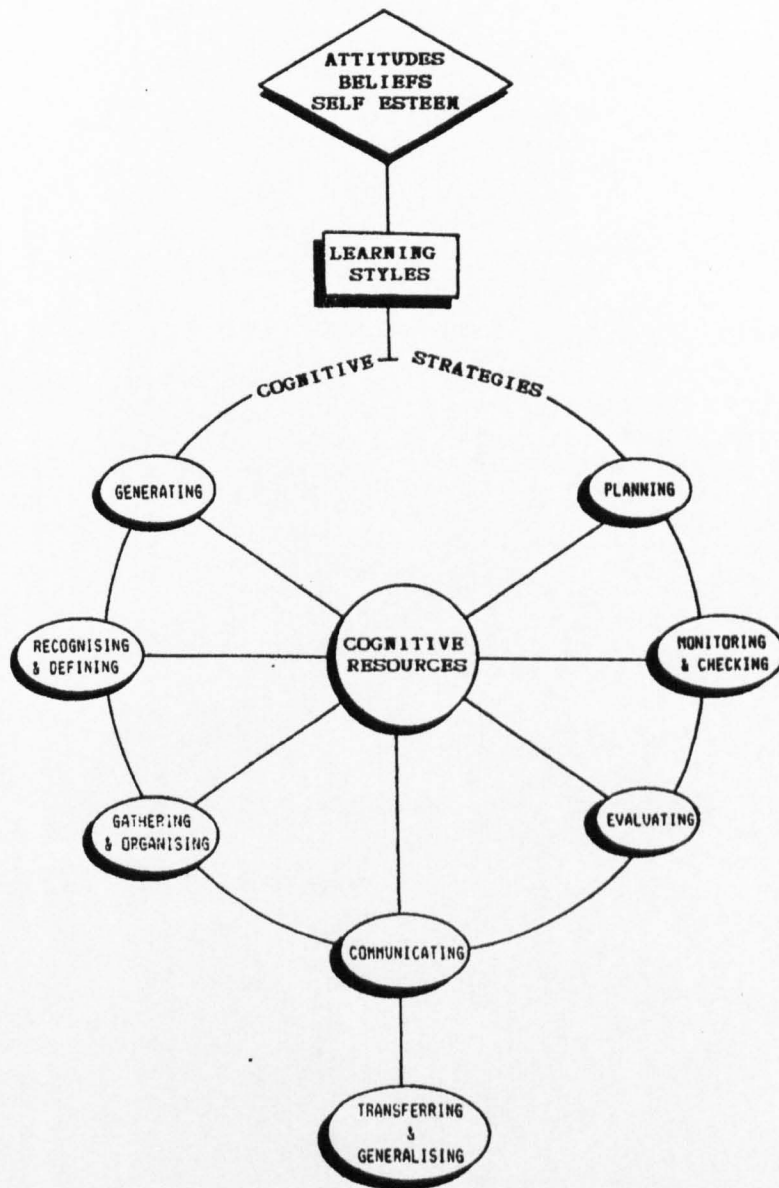 ATTITUDES
BELIEFS
SELF ESTEEM
LEARNING
STYLES
COGNITIVE STRATEGIES
GENERATING
PLANNING
RECOGNISING
& DEFINING
COGNITIVE
RESOURCES
MONITORING
& CHECKING
GATHERING
& ORGANISING
EVALUATING
COMMUNICATING
TRANSFERRING
&
GENERALISING